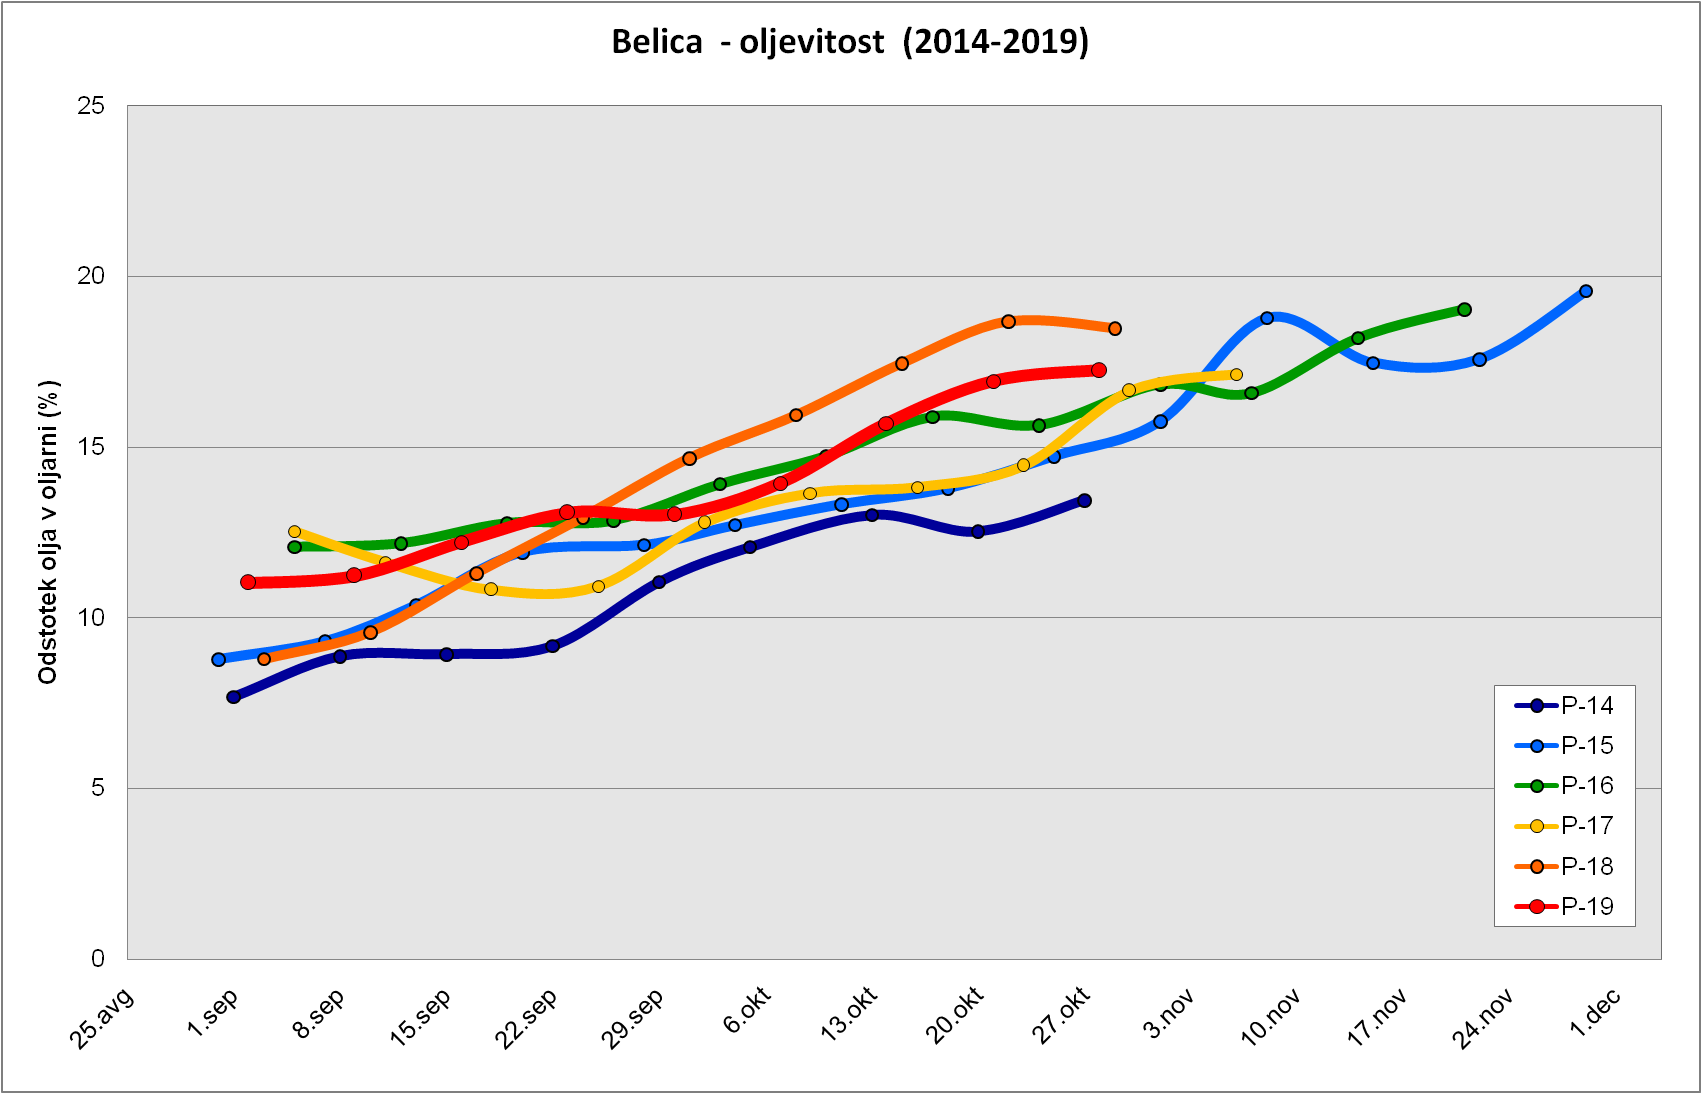 Belica - oljevitost (2014-2019)
Odstotek olja v oljarni (%)
25
20
15
10
5
0
25.avg
1.sep
8.sep
15.sep
22.sep
29.sep
6.okt
13.okt
20.okt
27.okt
3.nov
10.nov
17.nov
24.nov
1.dec
P-14
P-15
P-16
P-17
P-18
P-19